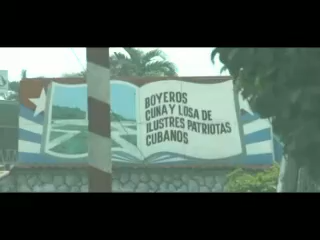 BOYEROS
CUNA Y LOSA DE
ILUSTRES PATRIOTAS
CUBANOS